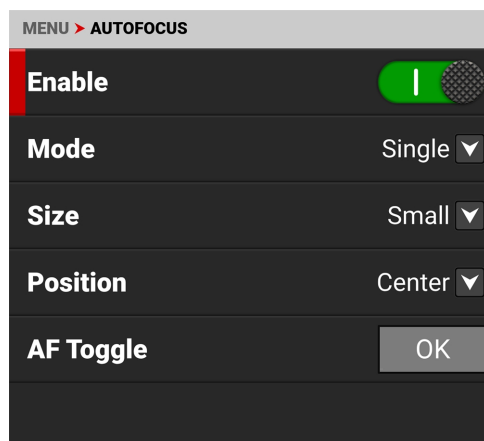 MENU ➤ AUTOFOCUS
Enable
Mode Single
Size Small
Position Center
AF Toggle OK